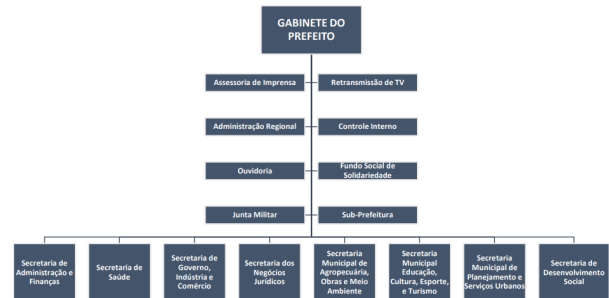 GABINETE DO
PREFEITO
Assessoria de Imprensa
Retransmissão de TV
Administração Regional
Controle Interno
Ouvidoria
Fundo Social de
Solidariedade
Junta Militar
Sub-Prefeitura
Secretaria de
Administração e
Finanças
Secretaria
de Saúde
Secretaria de
Governo,
Indústria e
Comércio
Secretaria dos
Negócios
Jurídicos
Secretaria
Municipal de
Agropecuária,
Obras e Meio
Ambiente
Secretaria
Municipal
Educação,
Cultura, Esporte,
e Turismo
Secretaria
Municipal de
Planejamento e
Serviços Urbanos
Secretaria de
Desenvolvimento
Social